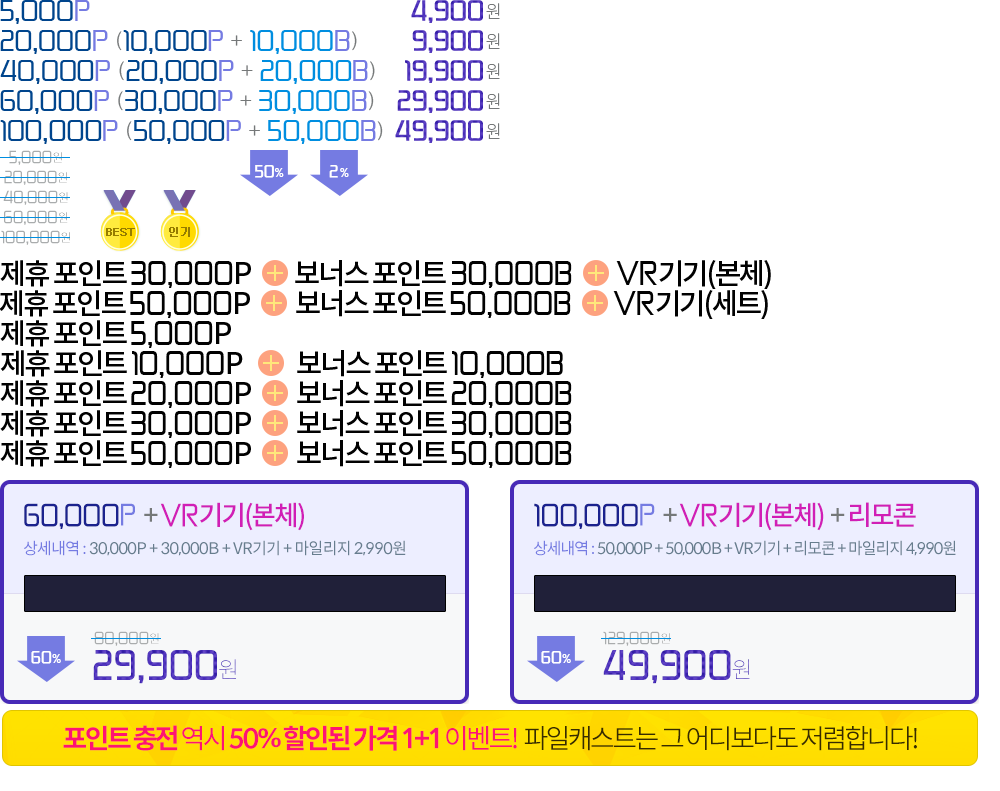 5,000P 4,900원
20,000P (10,000P + 10,000B) 9,900원
40,000P (20,000P + 20,000B) 19,900원
60,000P (30,000P + 30,000B) 29,900원
100,000P (50,000P + 50,000B) 49,900원
5,000원
20,000원
40,000원
60,000원
100,000원
50% 2%
BEST 인기
제휴 포인트 30,000P + 보너스 포인트 30,000B + VR기기(본체)
제휴 포인트 50,000P + 보너스 포인트 50,000B + VR기기(세트)
제휴 포인트 5,000P
제휴 포인트 10,000P + 보너스 포인트 10,000B
제휴 포인트 20,000P + 보너스 포인트 20,000B
제휴 포인트 30,000P + 보너스 포인트 30,000B
제휴 포인트 50,000P + 보너스 포인트 50,000B
60,000P + VR기기(본체)
상세내역 : 30,000P + 30,000B + VR기기 + 마일리지 2,990원
80,000원
60% 29,900원
100,000P + VR기기(본체) + 리모콘
상세내역 : 50,000P + 50,000B + VR기기 + 리모콘 + 마일리지 4,990원
129,000원
60% 49,900원
포인트 충전 역시 50% 할인된 가격 1+1 이벤트! 파일캐스트는 그 어디보다도 저렴합니다!